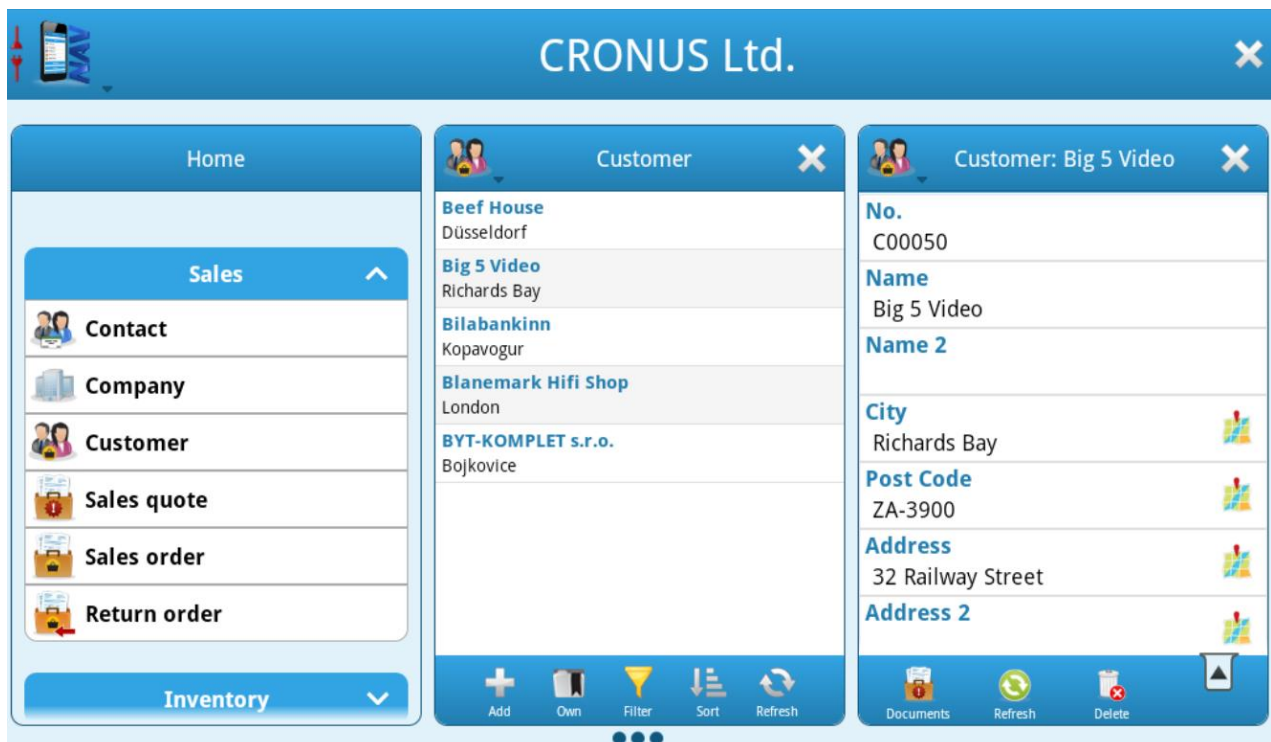 NAV
CRONUS Ltd.
Home
Sales
Contact
Company
Customer
Sales quote
Sales order
Return order
Inventory
Customer
Beef House
Düsseldorf
Big 5 Video
Richards Bay
Bilabankinn
Kopavogur
Blanemark Hifi Shop
London
BYT-KOMPLET s.r.o.
Bojkovice
Add
Own
Filter
Sort
Refresh
Customer: Big 5 Video
No.
C00050
Name
Big 5 Video
Name 2
City
Richards Bay
Post Code
ZA-3900
Address
32 Railway Street
Address 2
Documents
Refresh
Delete